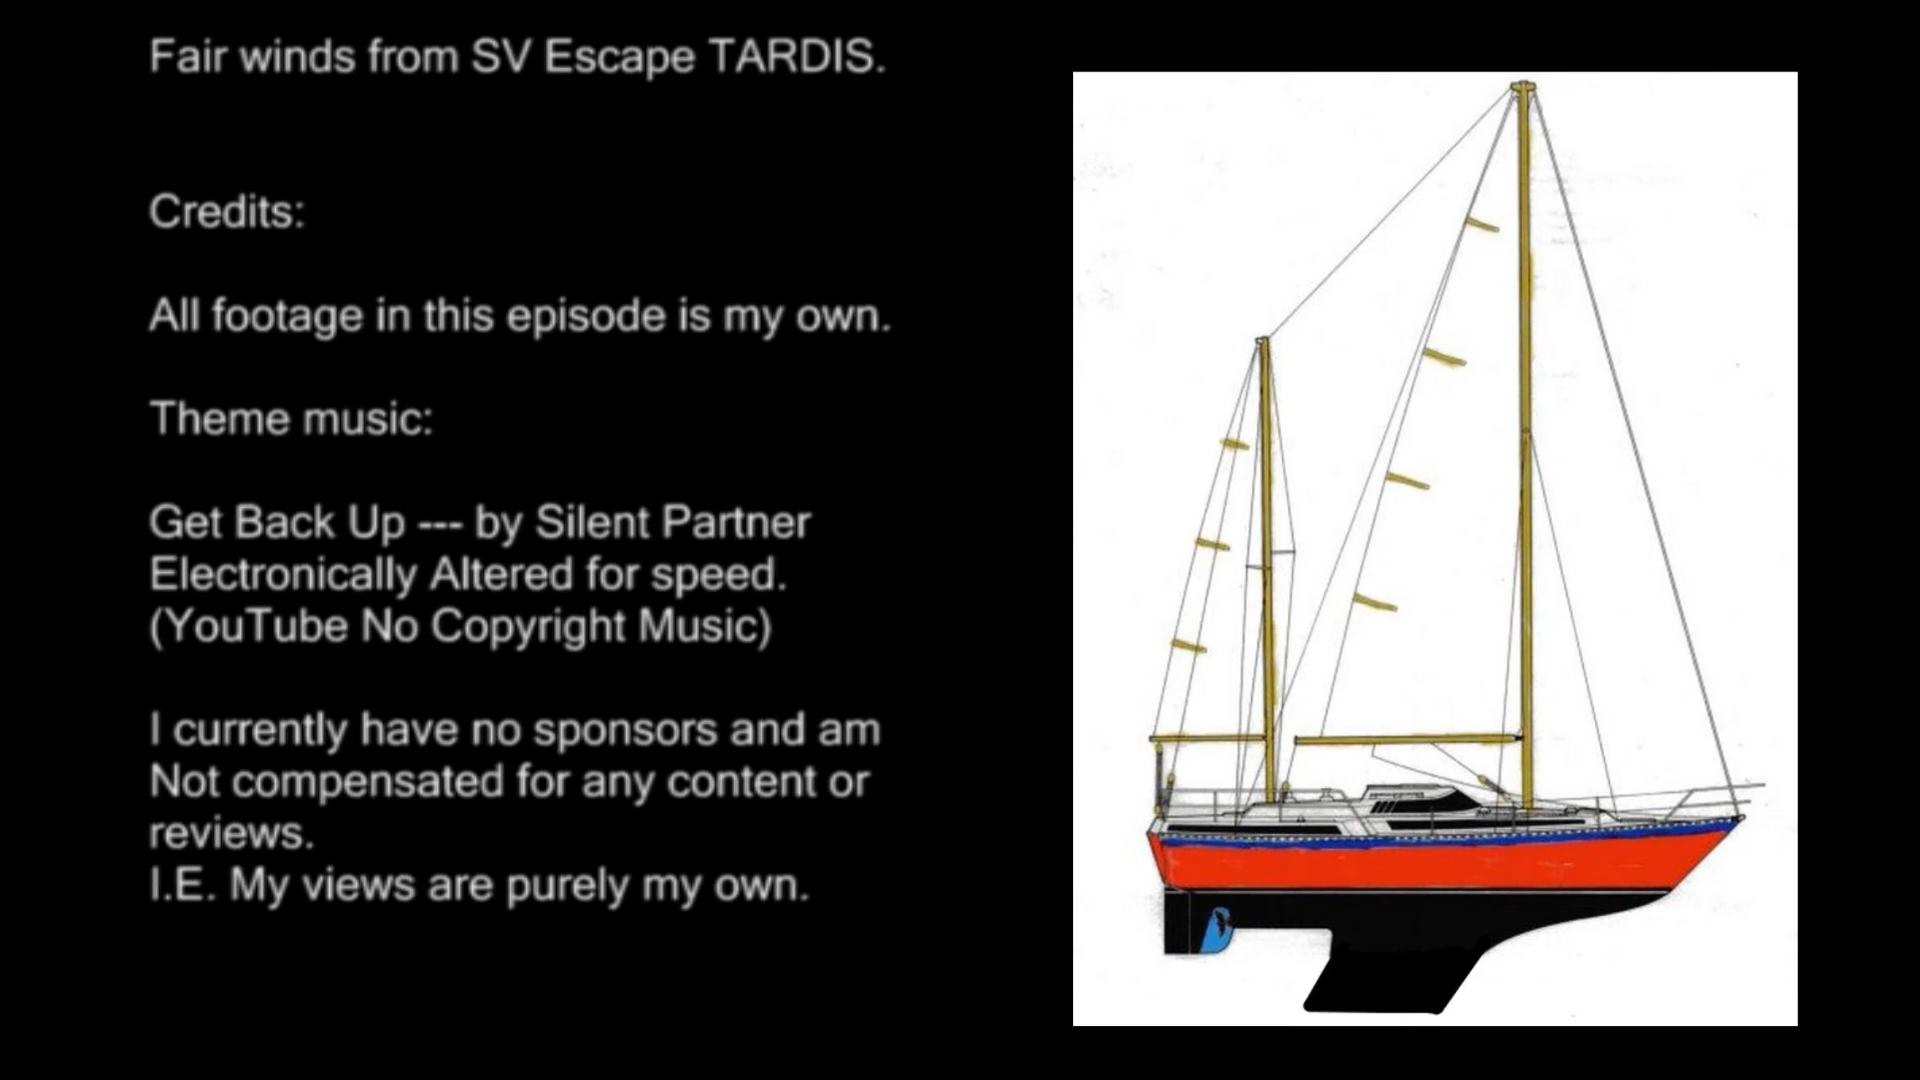 Fair winds from SV Escape TARDIS.
Credits:
All footage in this episode is my own.
Theme music:
Get Back Up --- by Silent Partner
Electronically Altered for speed.
(YouTube No Copyright Music)
I currently have no sponsors and am
Not compensated for any content or
reviews.
I.E. My views are purely my own.